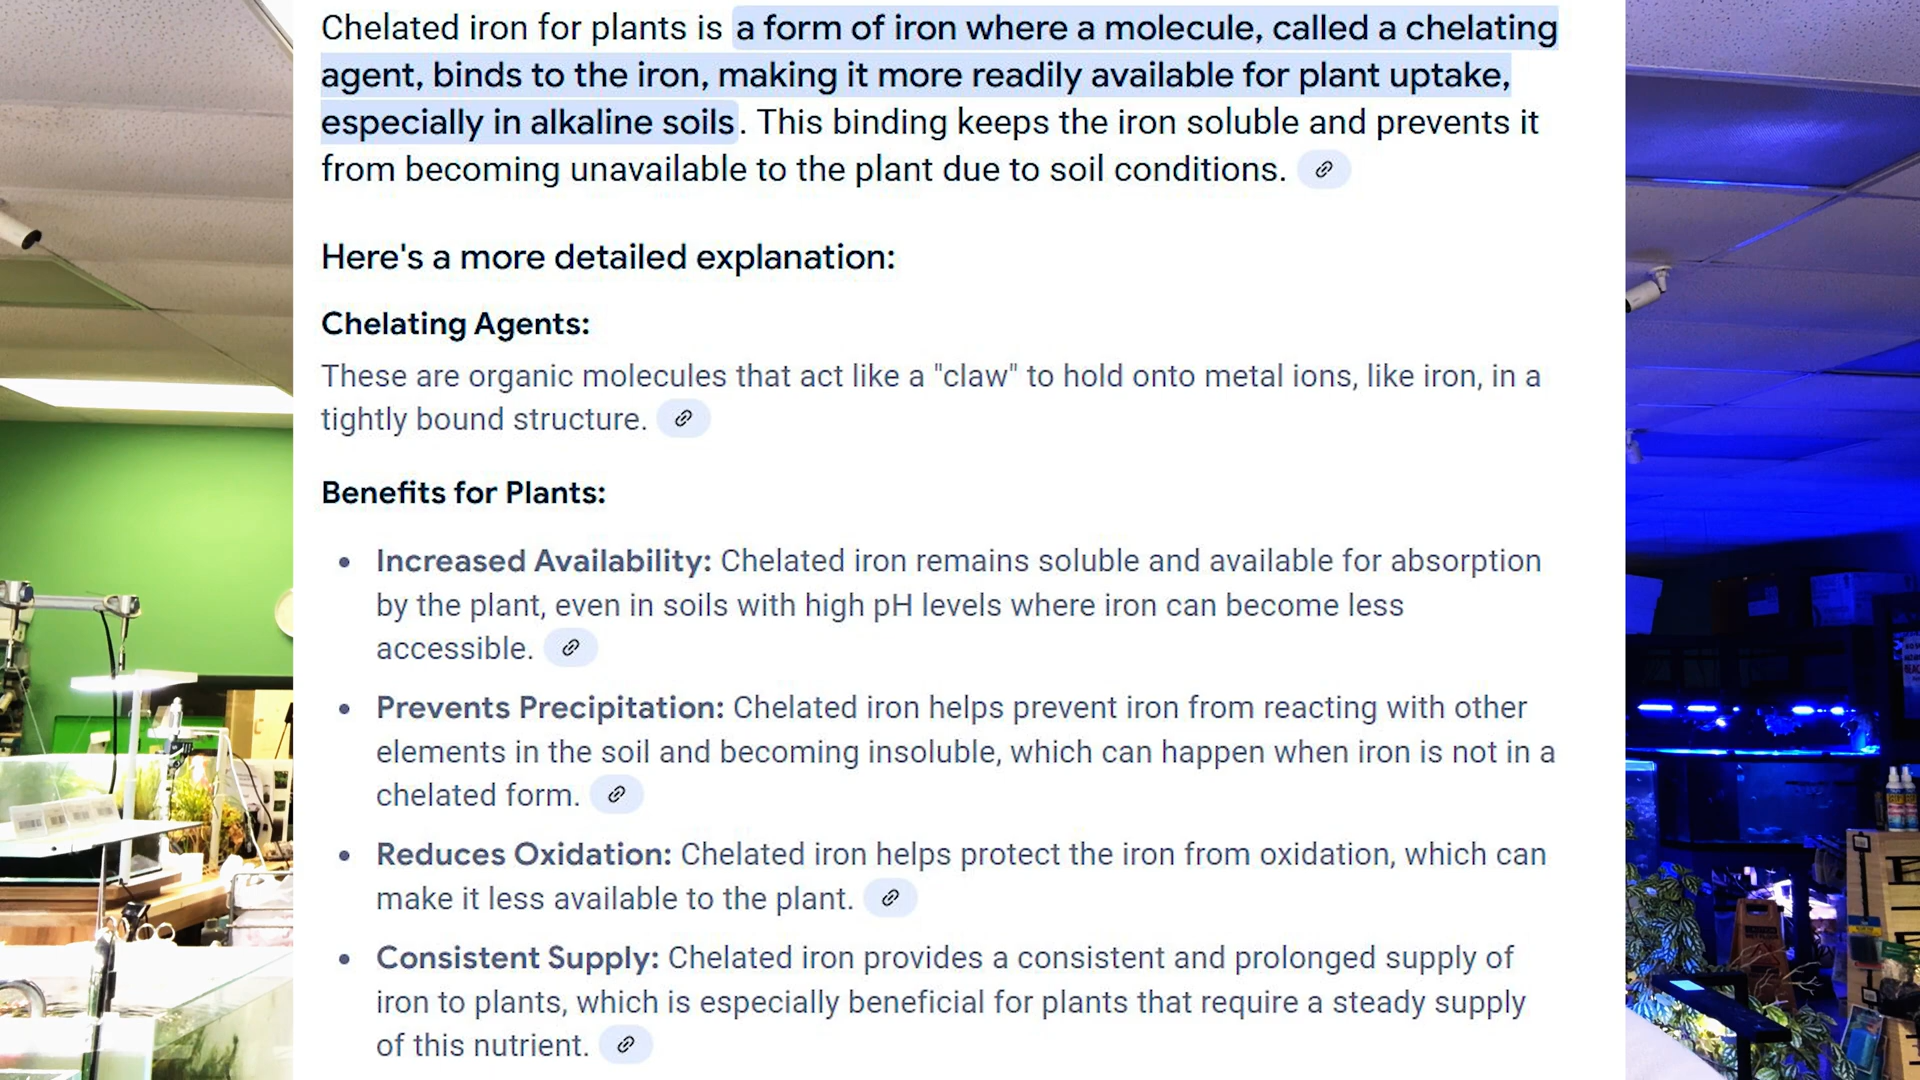 Chelated iron for plants is a form of iron where a molecule, called a chelating
agent, binds to the iron, making it more readily available for plant uptake,
especially in alkaline soils. This binding keeps the iron soluble and prevents it
from becoming unavailable to the plant due to soil conditions.
Here's a more detailed explanation:
Chelating Agents:
These are organic molecules that act like a "claw" to hold onto metal ions, like iron, in a
tightly bound structure.
Benefits for Plants:
• Increased Availability: Chelated iron remains soluble and available for absorption
by the plant, even in soils with high pH levels where iron can become less
accessible.
• Prevents Precipitation: Chelated iron helps prevent iron from reacting with other
elements in the soil and becoming insoluble, which can happen when iron is not in a
chelated form.
• Reduces Oxidation: Chelated iron helps protect the iron from oxidation, which can
make it less available to the plant.
• Consistent Supply: Chelated iron provides a consistent and prolonged supply of
iron to plants, which is especially beneficial for plants that require a steady supply
of this nutrient.